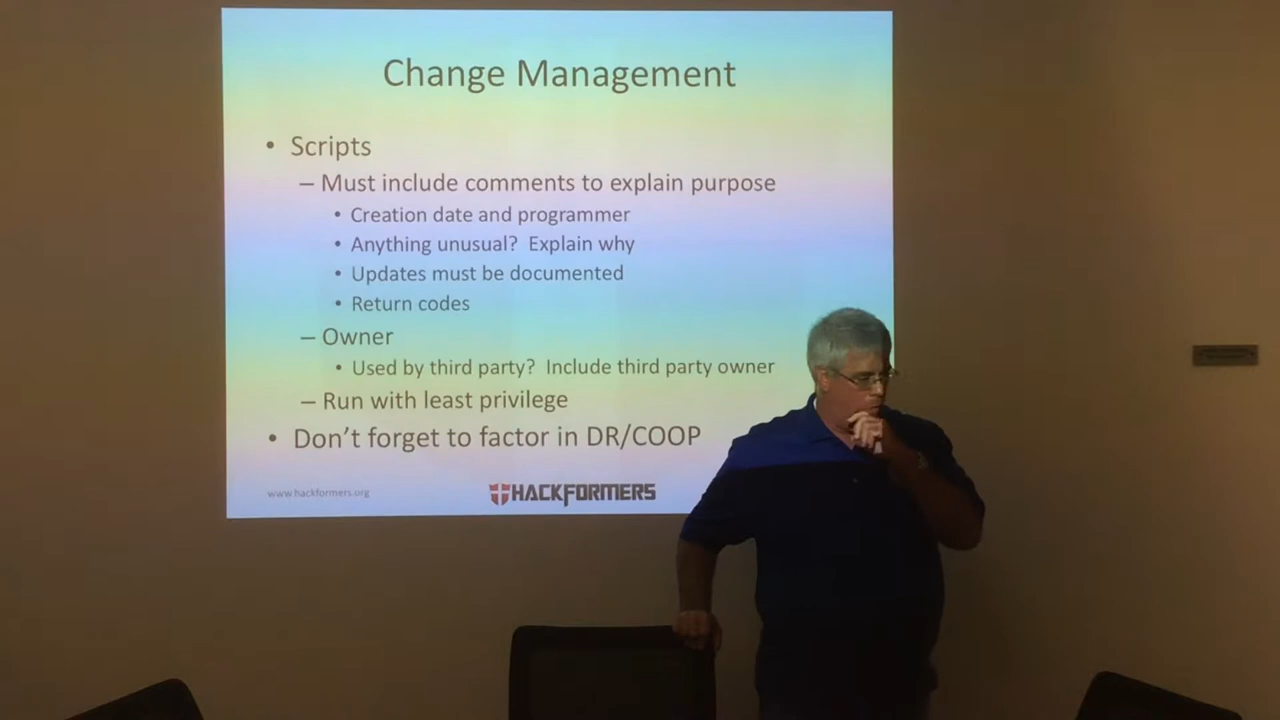 Change Management
• Scripts
– Must include comments to explain purpose
• Creation date and programmer
• Anything unusual? Explain why
• Updates must be documented
• Return codes
– Owner
• Used by third party? Include third party owner
– Run with least privilege
• Don't forget to factor in DR/COOP
www.hackformers.org
HACKFORMERS